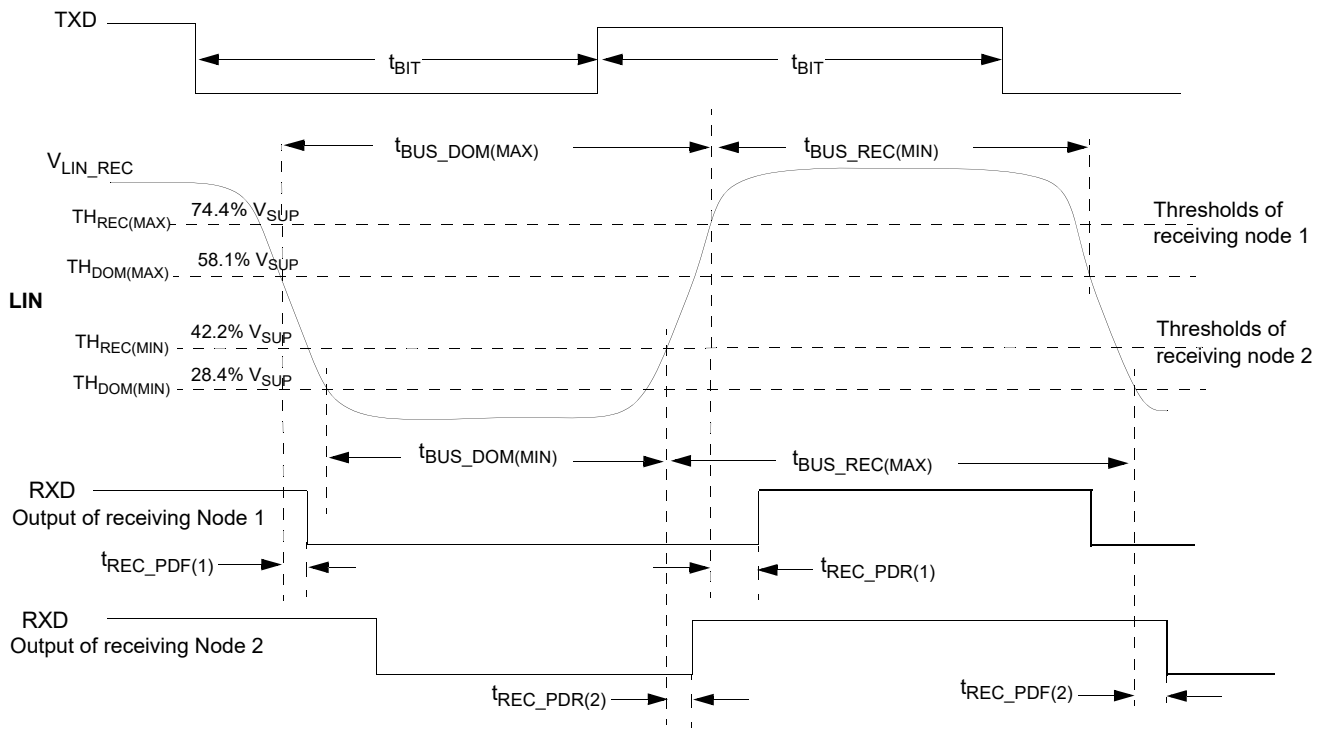 TXD
tBIT
tBIT
tBUS_DOM(MAX)
tBUS_REC(MIN)
VLIN_REC
THREC(MAX)
74.4% VSUP
Thresholds of
receiving node 1
THDOM(MAX)
58.1% VSUP
LIN
THREC(MIN)
42.2% VSUP
Thresholds of
receiving node 2
THDOM(MIN)
28.4% VSUP
tBUS_DOM(MIN)
tBUS_REC(MAX)
RXD
Output of receiving Node 1
tREC_PDF(1)
tREC_PDR(1)
RXD
Output of receiving Node 2
tREC_PDR(2)
tREC_PDF(2)